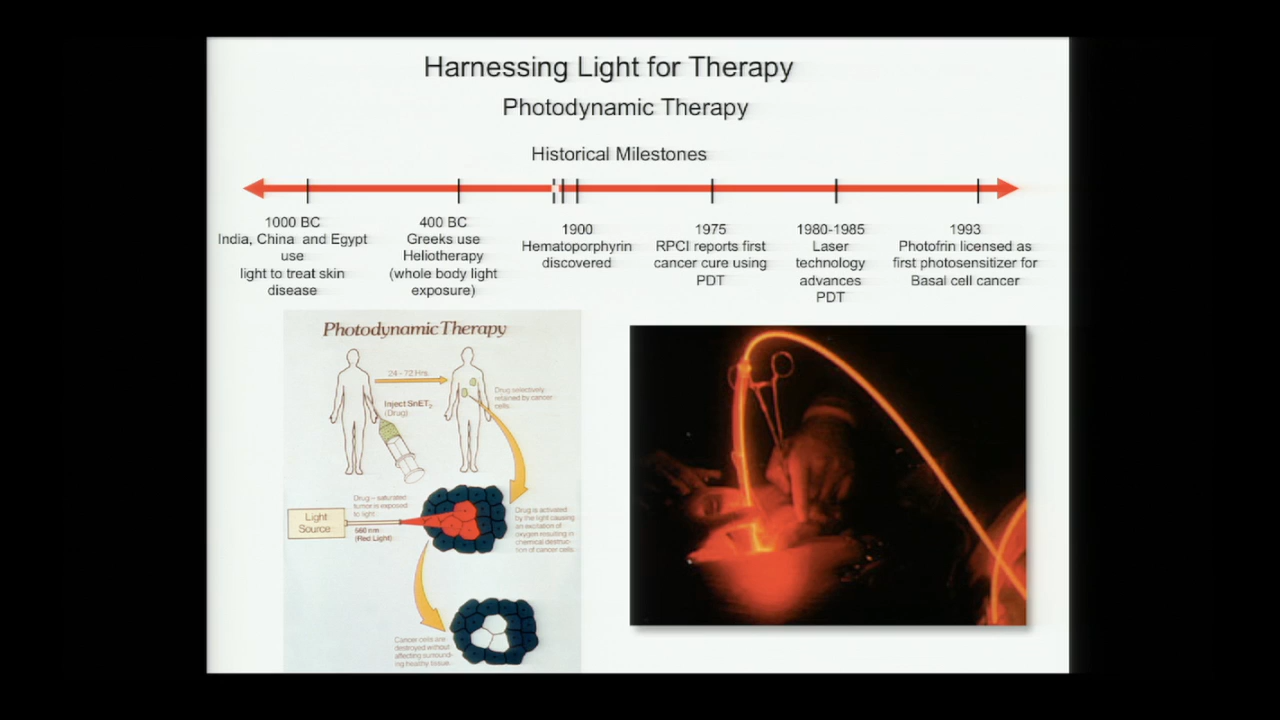 Harnessing Light for Therapy
Photodynamic Therapy
Historical Milestones
1000 BC
India, China and Egypt
use
light to treat skin
disease
400 BC
Greeks use
Heliotherapy
(whole body light
exposure)
1900
Hematoporphyrin
discovered
1975
RPCI reports first
cancer cure using
PDT
1980-1985
Laser
technology
advances
PDT
1993
Photofrin licensed as
first photosensitizer for
Basal cell cancer
Photodynamic Therapy
24 - 72 Hrs.
Inject SnET2
(Drug)
Drug selectively
retained by cancer
cells.
Drug – saturated
tumor is exposed
to light.
Light
Source
660 nm
(Red Light)
Drug is activated
by the light causing
an excitation of
oxygen resulting in
chemical destruc-
tion of cancer cells.
Cancer cells are
destroyed without
affecting surround-
ing healthy tissue.